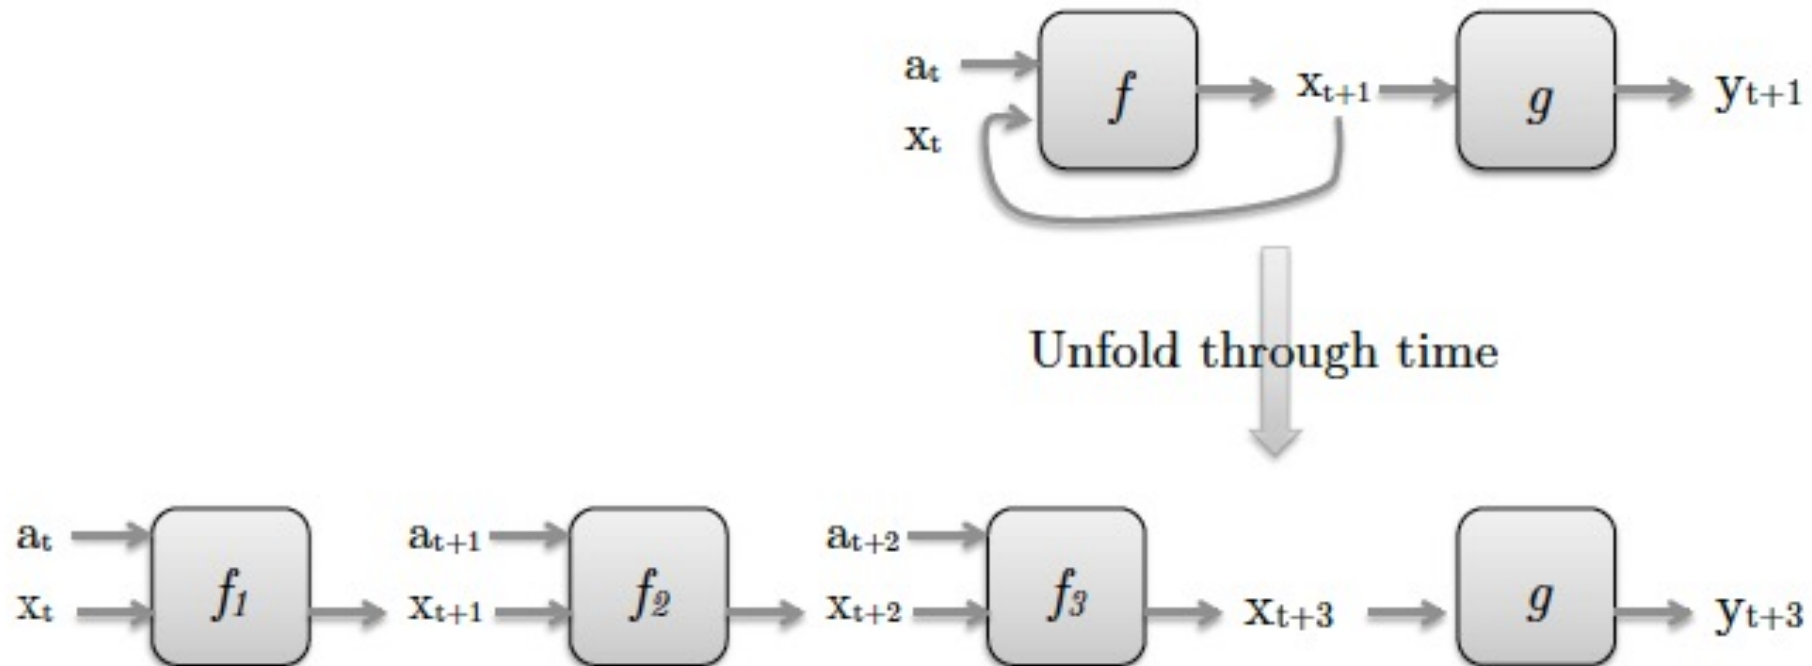 aₜ f xₜ₊₁ g yₜ₊₁
xₜ
Unfold through time
aₜ aₜ₊₁ aₜ₊₂
xₜ f₁ xₜ₊₁ f₂ xₜ₊₂ f₃ xₜ₊₃ g yₜ₊₃